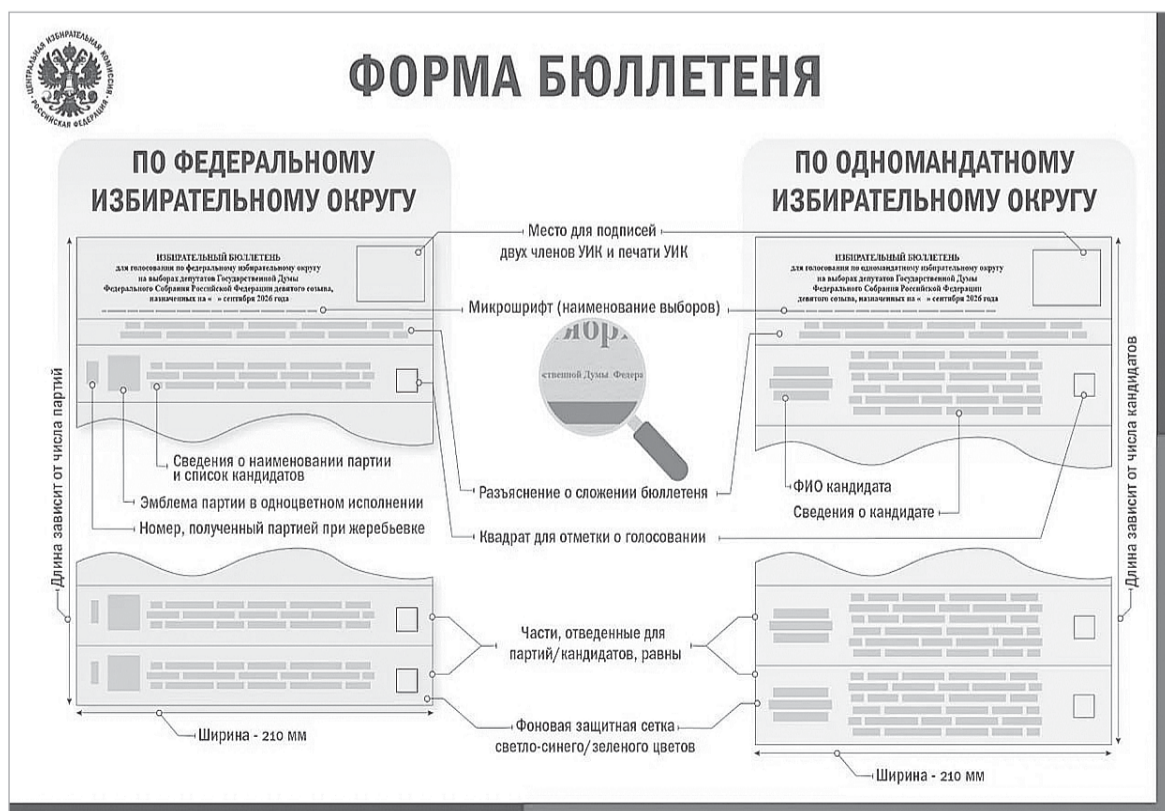 ЦЕНТРАЛЬНАЯ ИЗБИРАТЕЛЬНАЯ КОМИССИЯ
РОССИЙСКАЯ ФЕДЕРАЦИЯ
ФОРМА БЮЛЛЕТЕНЯ
ПО ФЕДЕРАЛЬНОМУ
ИЗБИРАТЕЛЬНОМУ ОКРУГУ
ИЗБИРАТЕЛЬНЫЙ БЮЛЛЕТЕНЬ
для голосования по федеральному избирательному округу
на выборах депутатов Государственной Думы
Федерального Собрания Российской Федерации девятого созыва,
назначенных на « » сентября 2026 года
Длина зависит от числа партий
Сведения о наименовании партии
и список кандидатов
Эмблема партии в одноцветном исполнении
Номер, полученный партией при жеребьевке
Ширина - 210 мм
Место для подписей
двух членов УИК и печати УИК
Микрошрифт (наименование выборов)
ственной Думы Федера
Разъяснение о сложении бюллетеня
Квадрат для отметки о голосовании
Части, отведенные для
партий/кандидатов, равны
Фоновая защитная сетка
светло-синего/зеленого цветов
ПО ОДНОМАНДАТНОМУ
ИЗБИРАТЕЛЬНОМУ ОКРУГУ
ИЗБИРАТЕЛЬНЫЙ БЮЛЛЕТЕНЬ
для голосования по одномандатному избирательному округу
на выборах депутатов Государственной Думы
Федерального Собрания Российской Федерации
девятого созыва, назначенных на « » сентября 2026 года
ФИО кандидата
Сведения о кандидате
Длина зависит от числа кандидатов
Ширина - 210 мм